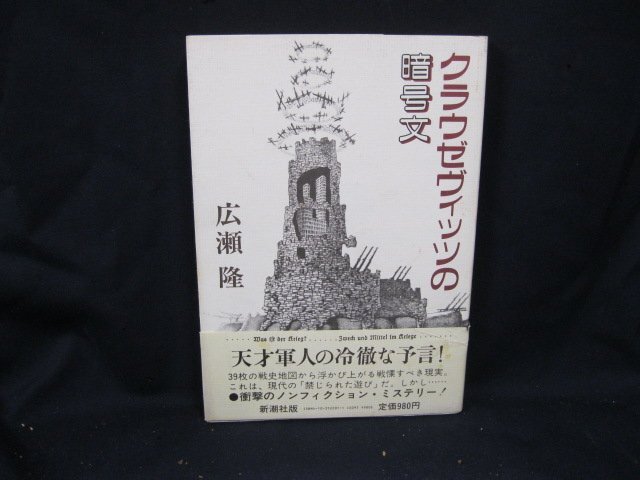 クラウゼヴィッツの
暗号文
広瀬隆
Was ist der Krieg? Zweck und Mittel im Kriege
天才軍人の冷徹な予言!
39枚の戦史地図から浮かび上がる戦慄すべき現実。
これは、現代の「禁じられた遊び」だ。しかし……
●衝撃のノンフィクション・ミステリー!
新潮社版
定価980円